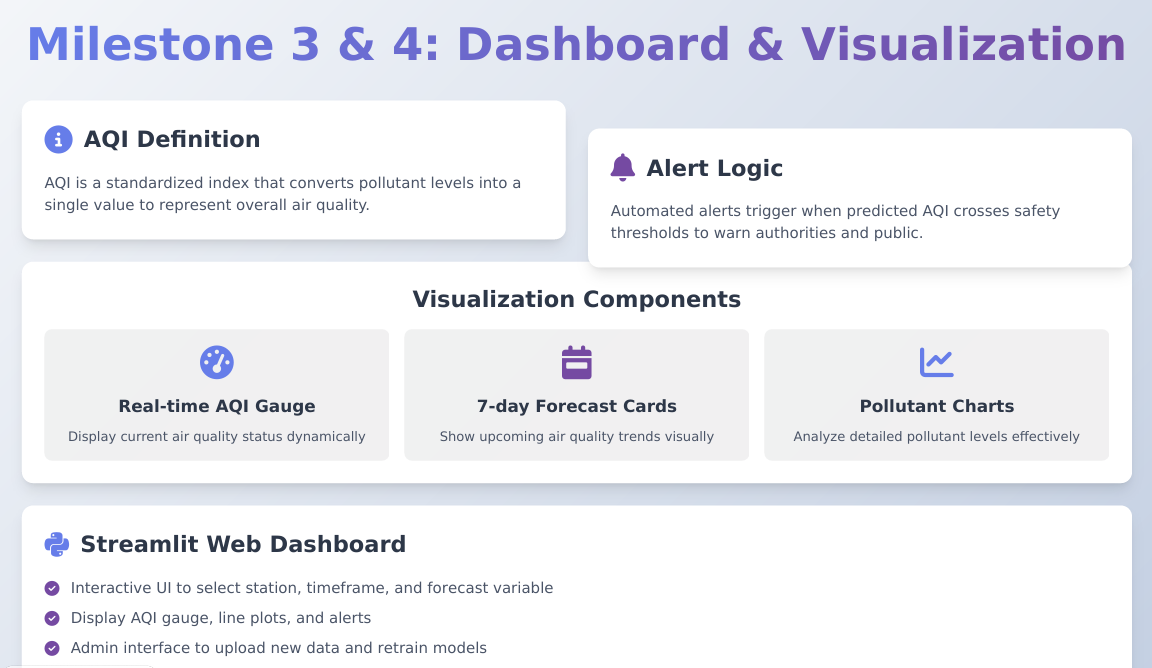 Milestone 3 & 4: Dashboard & Visualization
AQI Definition
AQI is a standardized index that converts pollutant levels into a
single value to represent overall air quality.
Alert Logic
Automated alerts trigger when predicted AQI crosses safety
thresholds to warn authorities and public.
Visualization Components
Real-time AQI Gauge
Display current air quality status dynamically
7-day Forecast Cards
Show upcoming air quality trends visually
Pollutant Charts
Analyze detailed pollutant levels effectively
Streamlit Web Dashboard
Interactive UI to select station, timeframe, and forecast variable
Display AQI gauge, line plots, and alerts
Admin interface to upload new data and retrain models